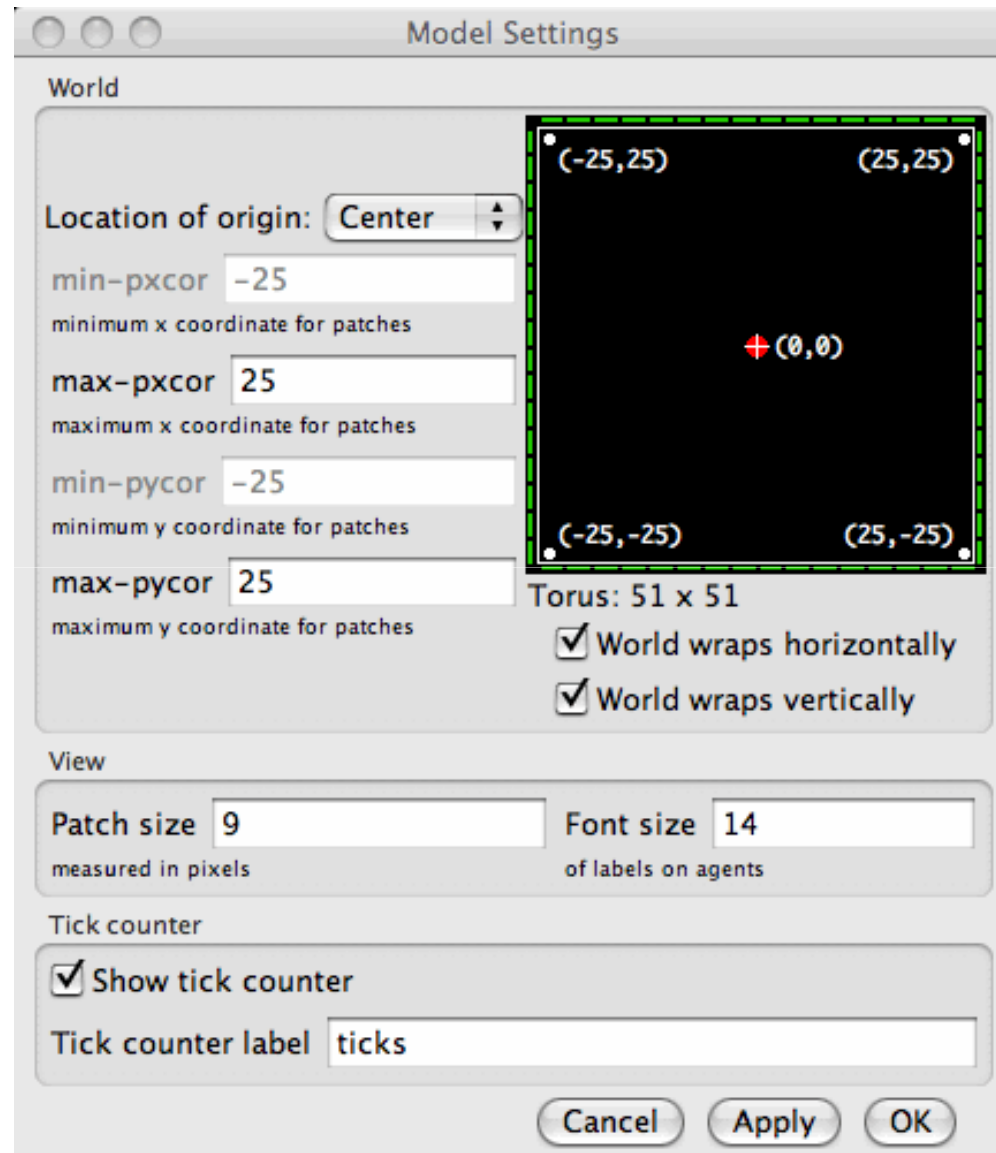 Model Settings
World
Location of origin: Center
min-pxcor -25
minimum x coordinate for patches
max-pxcor 25
maximum x coordinate for patches
min-pycor -25
minimum y coordinate for patches
max-pycor 25
maximum y coordinate for patches
(-25,25) (25,25)
(0,0)
(-25,-25) (25,-25)
Torus: 51 x 51
World wraps horizontally
World wraps vertically
View
Patch size 9
measured in pixels
Font size 14
of labels on agents
Tick counter
Show tick counter
Tick counter label ticks
Cancel Apply OK